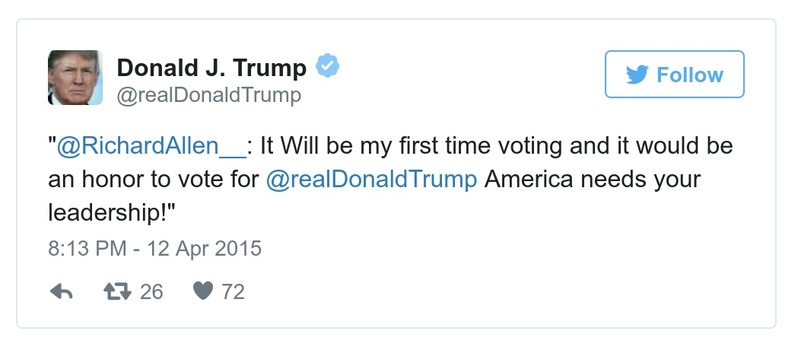 Donald J. Trump
@realDonaldTrump
Follow
"@RichardAllen__: It Will be my first time voting and it would be
an honor to vote for @realDonaldTrump America needs your
leadership!"
8:13 PM - 12 Apr 2015
26 72